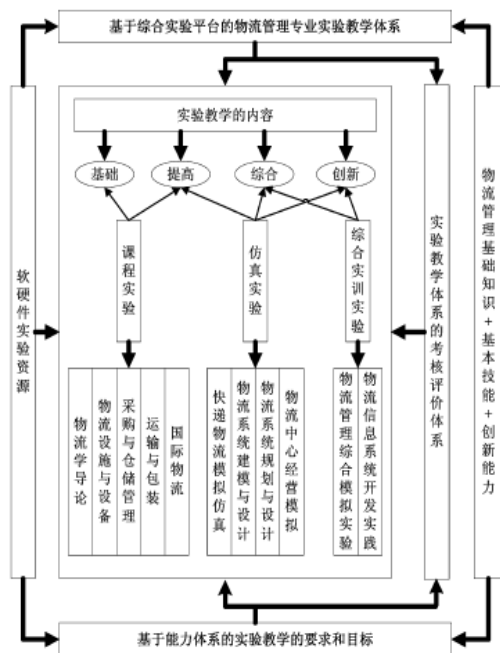 基于综合实验平台的物流管理专业实验教学体系
实验教学的内容
基础
提高
综合
创新
软硬件实验资源
课程实验
仿真实验
综合实训实验
实验教学体系的考核评价体系
物流管理基础知识+基本技能+创新能力
物流学导论
物流设施与设备
采购与仓储管理
运输与包装
国际物流
快递物流模拟仿真
物流系统建模与设计
物流系统规划与设计
物流中心经营模拟
物流管理综合模拟实验
物流信息系统开发实践
基于能力体系的实验教学的要求和目标